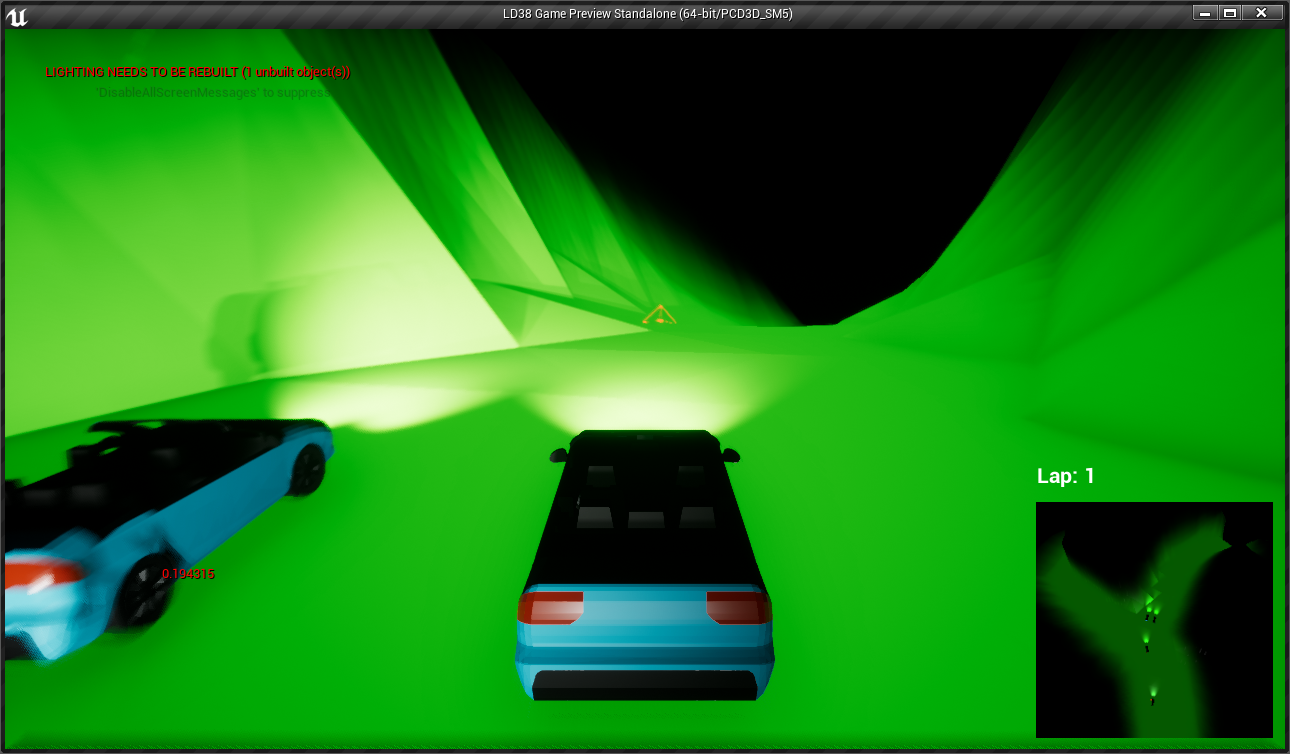 LD38 Game Preview Standalone (64-bit/PCD3D_SM5)
LIGHTING NEEDS TO BE REBUILT (1 unbuilt object(s))
'DisableAllScreenMessages' to suppress
Lap: 1
0.194315